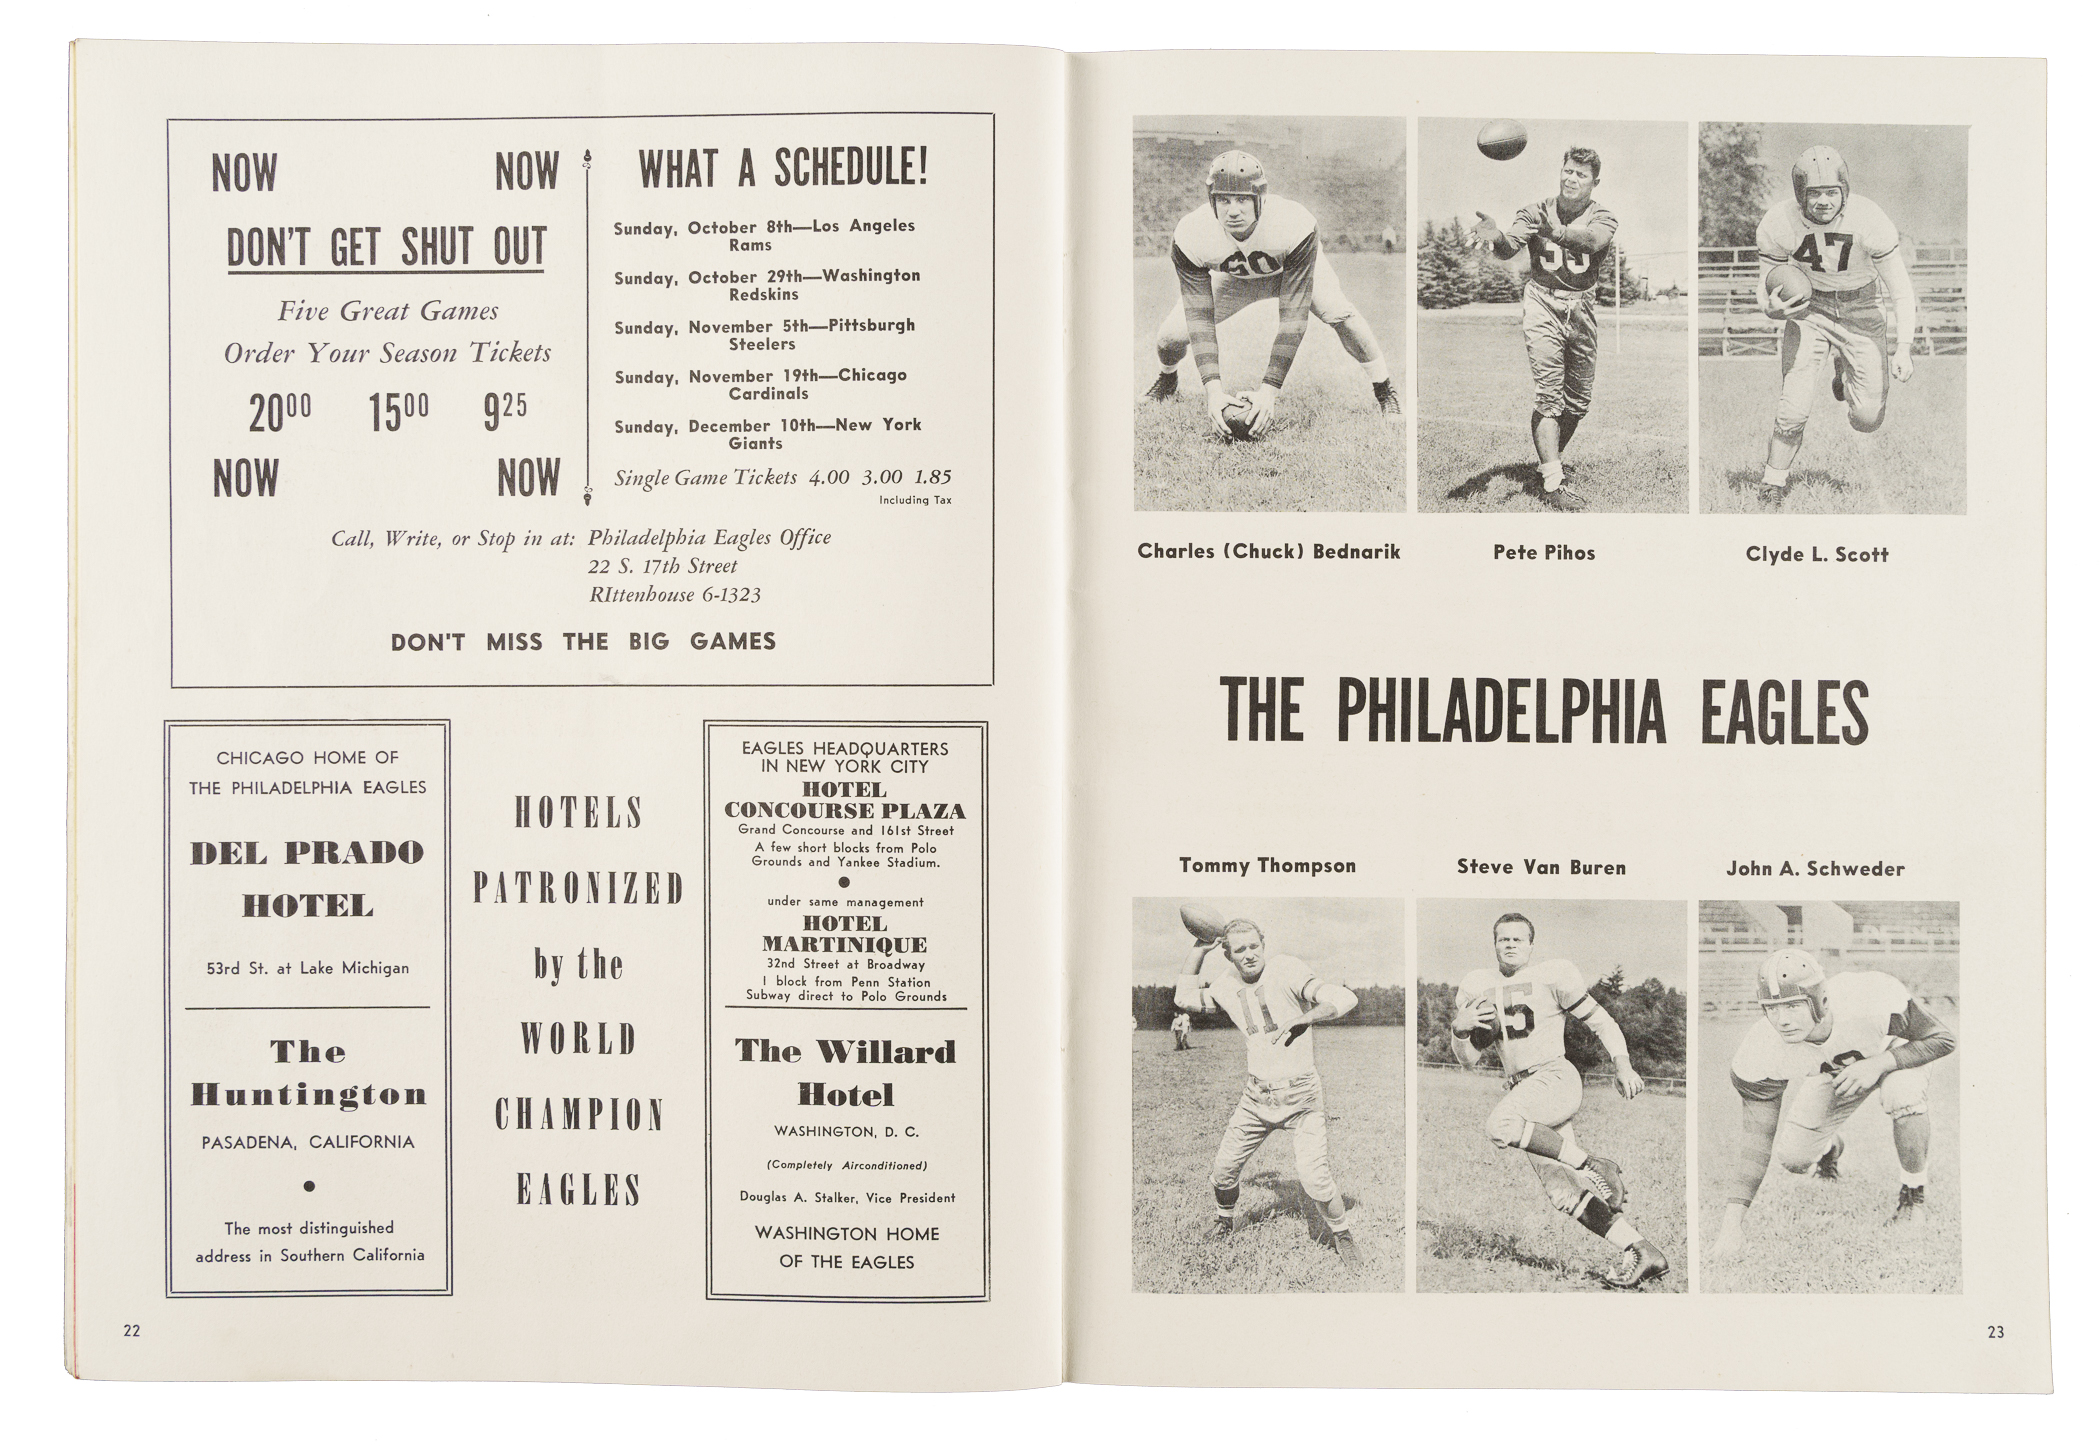 NOW NOW
DON'T GET SHUT OUT
Five Great Games
Order Your Season Tickets
2000 1500 925
NOW NOW
WHAT A SCHEDULE!
Sunday, October 8th—Los Angeles
Rams
Sunday, October 29th—Washington
Redskins
Sunday, November 5th—Pittsburgh
Steelers
Sunday, November 19th—Chicago
Cardinals
Sunday, December 10th—New York
Giants
Single Game Tickets 4.00 3.00 1.85
Including Tax
Call, Write, or Stop in at: Philadelphia Eagles Office
22 S. 17th Street
RIttenhouse 6-1323
DON'T MISS THE BIG GAMES
CHICAGO HOME OF
THE PHILADELPHIA EAGLES
DEL PRADO
HOTEL
53rd St. at Lake Michigan
The
Huntington
PASADENA, CALIFORNIA
The most distinguished
address in Southern California
HOTELS
PATRONIZED
by the
WORLD
CHAMPION
EAGLES
EAGLES HEADQUARTERS
IN NEW YORK CITY
HOTEL
CONCOURSE PLAZA
Grand Concourse and 161st Street
A few short blocks from Polo
Grounds and Yankee Stadium.
under same management
HOTEL
MARTINIQUE
32nd Street at Broadway
1 block from Penn Station
Subway direct to Polo Grounds
The Willard
Hotel
WASHINGTON, D. C.
(Completely Airconditioned)
Douglas A. Stalker, Vice President
WASHINGTON HOME
OF THE EAGLES
22
60
35
47
Charles (Chuck) Bednarik
Pete Pihos
Clyde L. Scott
THE PHILADELPHIA EAGLES
Tommy Thompson
Steve Van Buren
John A. Schweder
11
15
23